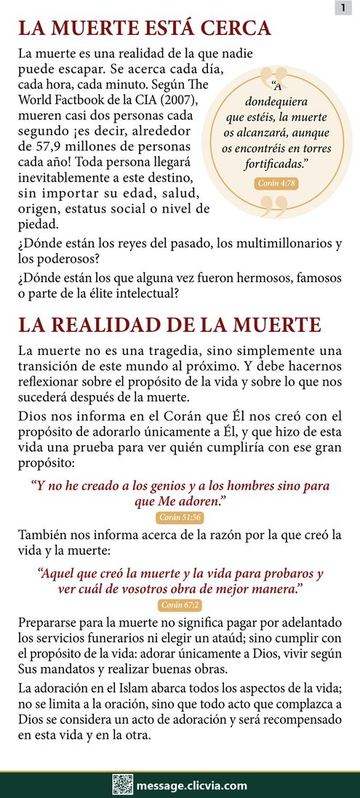 1
LA MUERTE ESTÁ CERCA
La muerte es una realidad de la que nadie
puede escapar. Se acerca cada día,
cada hora, cada minuto. Según The
World Factbook de la CIA (2007),
mueren casi dos personas cada
segundo ¡es decir, alrededor
de 57,9 millones de personas
cada año! Toda persona llegará
inevitablemente a este destino,
sin importar su edad, salud,
origen, estatus social o nivel de
piedad.
“A
dondequiera
que estéis, la muerte
os alcanzará, aunque
os encontréis en torres
fortificadas.”
Corán 4:78
¿Dónde están los reyes del pasado, los multimillonarios y
los poderosos?
¿Dónde están los que alguna vez fueron hermosos, famosos
o parte de la élite intelectual?
LA REALIDAD DE LA MUERTE
La muerte no es una tragedia, sino simplemente una
transición de este mundo al próximo. Y debe hacernos
reflexionar sobre el propósito de la vida y sobre lo que nos
sucederá después de la muerte.
Dios nos informa en el Corán que Él nos creó con el
propósito de adorarlo únicamente a Él, y que hizo de esta
vida una prueba para ver quién cumpliría con ese gran
propósito:
“Y no he creado a los genios y a los hombres sino para
que Me adoren.”
Corán 51:56
También nos informa acerca de la razón por la que creó la
vida y la muerte:
“Aquel que creó la muerte y la vida para probaros y
ver cuál de vosotros obra de mejor manera.”
Corán 67:2
Prepararse para la muerte no significa pagar por adelantado
los servicios funerarios ni elegir un ataúd; sino cumplir con
el propósito de la vida: adorar únicamente a Dios, vivir según
Sus mandatos y realizar buenas obras.
La adoración en el Islam abarca todos los aspectos de la vida;
no se limita a la oración, sino que todo acto que complazca a
Dios se considera un acto de adoración y será recompensado
en esta vida y en la otra.
message.clicvia.com